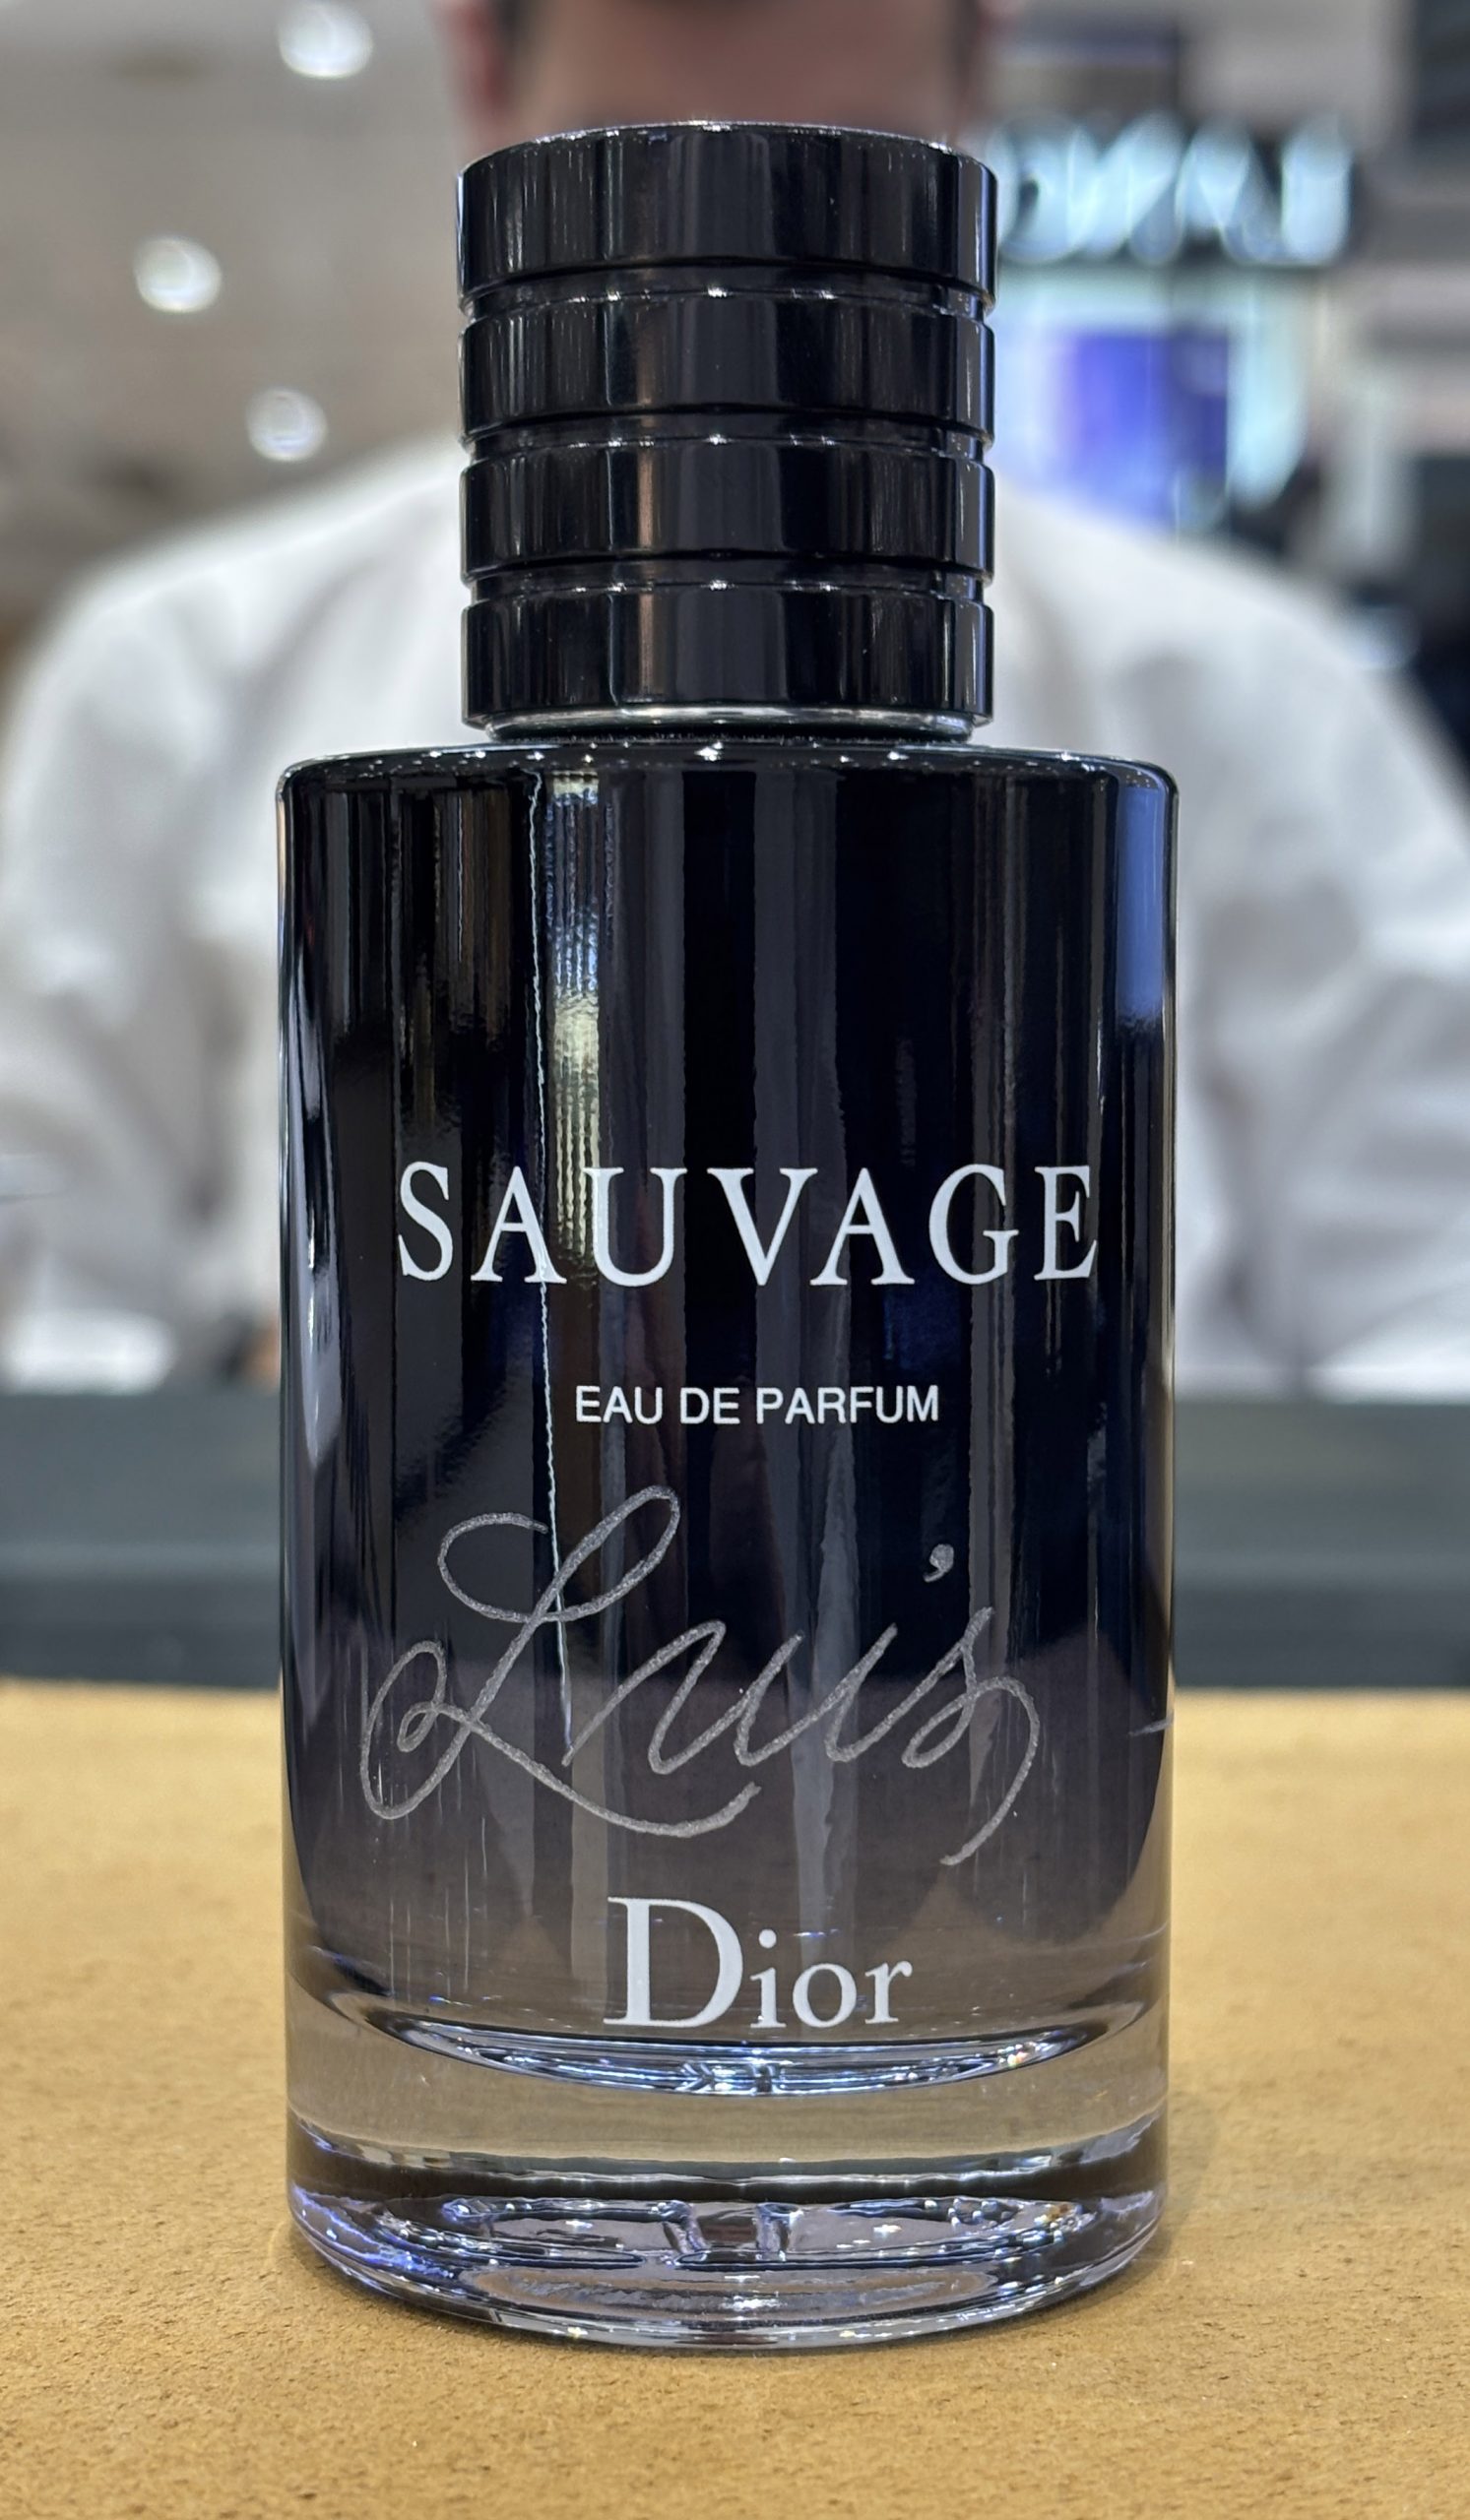 SAUVAGE
EAU DE PARFUM
Luis
Dior